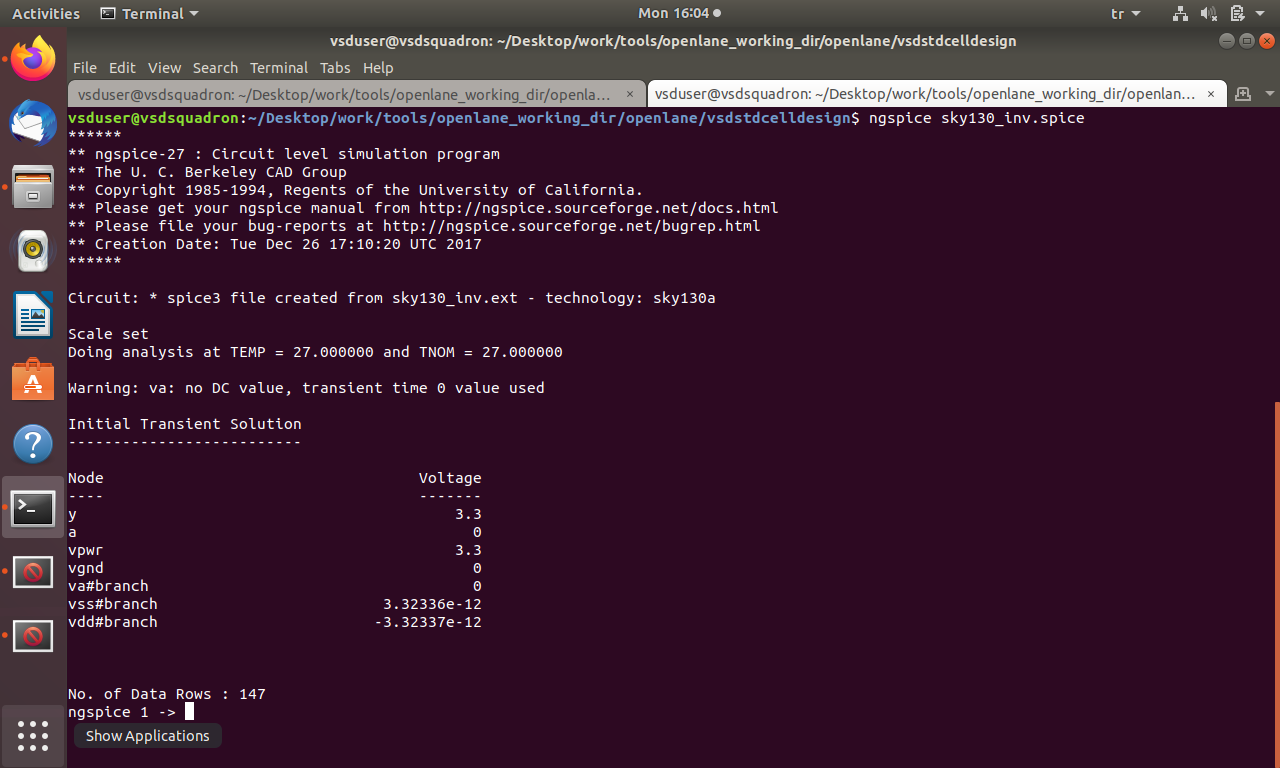 Activities Terminal Mon 16:04 tr
vsduser@vsdsquadron: ~/Desktop/work/tools/openlane_working_dir/openlane/vsdstdcelldesign
File Edit View Search Terminal Tabs Help
vsduser@vsdsquadron: ~/Desktop/work/tools/openlane_working_dir/openla... × vsduser@vsdsquadron: ~/Desktop/work/tools/openlane_working_dir/openlan... ×
vsduser@vsdsquadron:~/Desktop/work/tools/openlane_working_dir/openlane/vsdstdcelldesign$ ngspice sky130_inv.spice
******
** ngspice-27 : Circuit level simulation program
** The U. C. Berkeley CAD Group
** Copyright 1985-1994, Regents of the University of California.
** Please get your ngspice manual from http://ngspice.sourceforge.net/docs.html
** Please file your bug-reports at http://ngspice.sourceforge.net/bugrep.html
** Creation Date: Tue Dec 26 17:10:20 UTC 2017
******
Circuit: * spice3 file created from sky130_inv.ext - technology: sky130a
Scale set
Doing analysis at TEMP = 27.000000 and TNOM = 27.000000
Warning: va: no DC value, transient time 0 value used
Initial Transient Solution
--------------------------
Node Voltage
---- -------
y 3.3
a 0
vpwr 3.3
vgnd 0
va#branch 0
vss#branch 3.32336e-12
vdd#branch -3.32337e-12
No. of Data Rows : 147
ngspice 1 ->
Show Applications